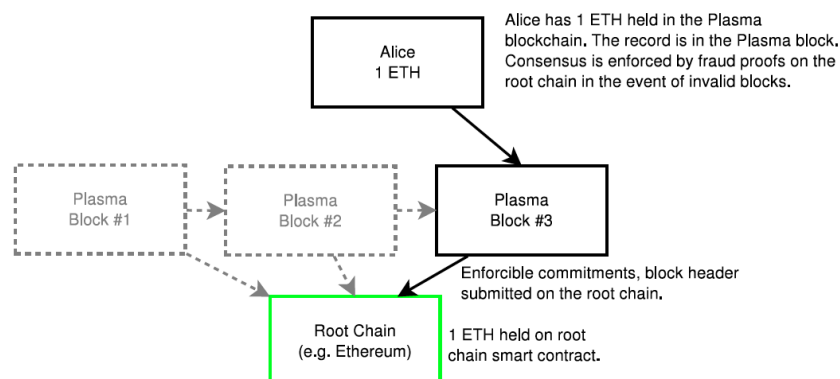 Alice
1 ETH
Alice has 1 ETH held in the Plasma
blockchain. The record is in the Plasma block.
Consensus is enforced by fraud proofs on the
root chain in the event of invalid blocks.
Plasma
Block #1
Plasma
Block #2
Plasma
Block #3
Enforcible commitments, block header
submitted on the root chain.
Root Chain
(e.g. Ethereum)
1 ETH held on root
chain smart contract.